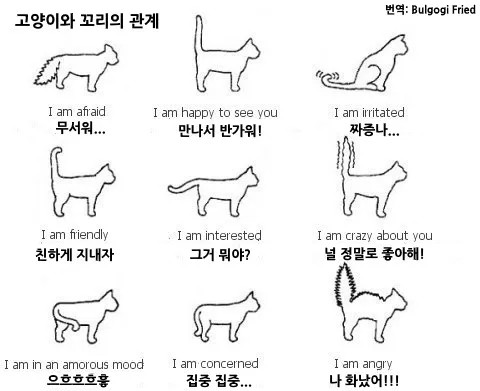 고양이와 꼬리의 관계
번역: Bulgogi Fried
I am afraid
무서워...
I am happy to see you
만나서 반가워!
I am irritated
짜증나...
I am friendly
친하게 지내자
I am interested
그거 뭐야?
I am crazy about you
널 정말로 좋아해!
I am in an amorous mood
으흐흐흐흫
I am concerned
집중 집중...
I am angry
나 화났어!!!